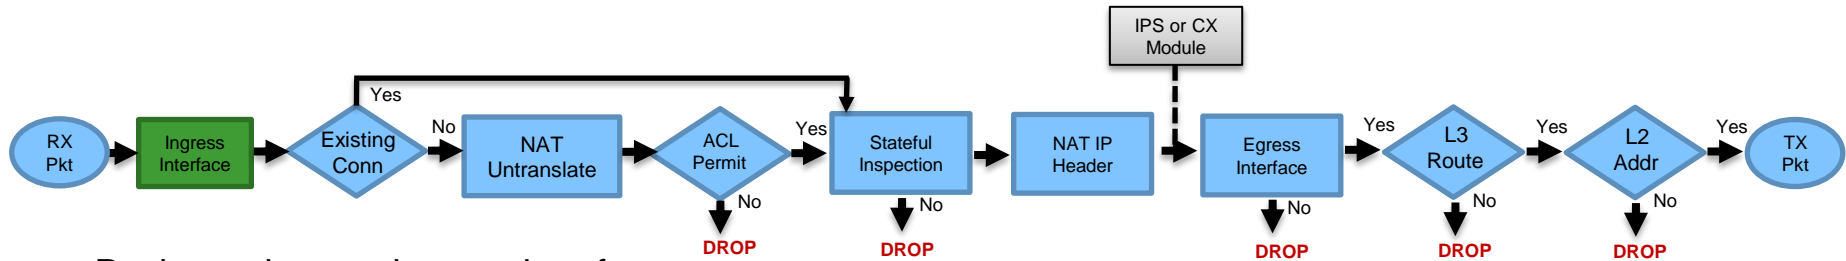 IPS or CX
Module
RX
Pkt
Ingress
Interface
Existing
Conn
Yes
No
NAT
Untranslate
ACL
Permit
Yes
No
DROP
Stateful
Inspection
No
DROP
NAT IP
Header
Egress
Interface
Yes
No
DROP
L3
Route
Yes
No
DROP
L2
Addr
Yes
No
DROP
TX
Pkt